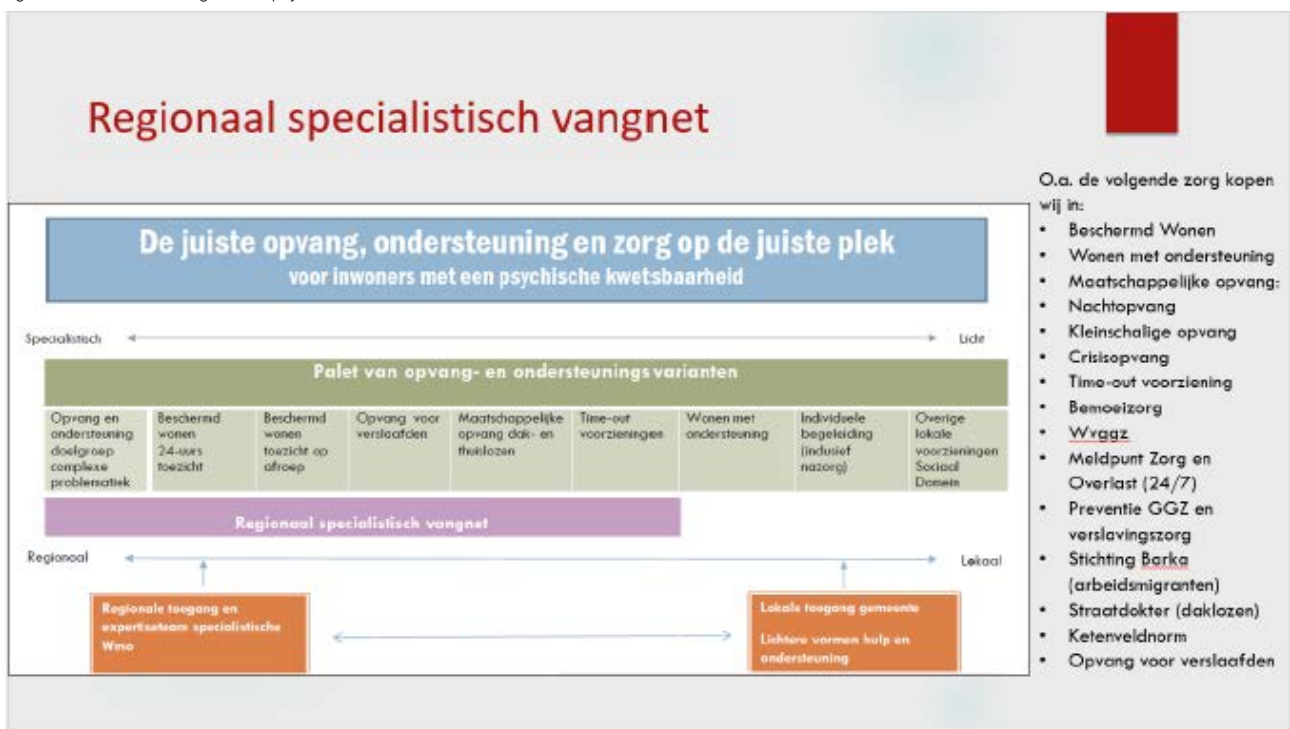 Regionaal specialistisch vangnet
De juiste opvang, ondersteuning en zorg op de juiste plek
voor inwoners met een psychische kwetsbaarheid
Specialistisch
Licht
Palet van opvang- en ondersteuningsvarianten
Opvang en
ondersteuning
doelgroep
complexe
problematiek
Beschermd
wonen
24-uurs
toezicht
Beschermd
wonen
toezicht op
afroep
Opvang voor
verslaafden
Maatschappelijke
opvang dak- en
thuislozen
Time-out
voorzieningen
Wonen met
ondersteuning
Individuele
begeleiding
(inclusief
nazorg)
Overige
lokale
voorzieningen
Sociaal
Domein
Regionaal specialistisch vangnet
Regionaal
Lokaal
Regionale toegang en
expertiseteam specialistische
Wmo
Lokale toegang gemeente
Lichtere vormen hulp en
ondersteuning
O.a. de volgende zorg kopen
wij in:
• Beschermd Wonen
• Wonen met ondersteuning
• Maatschappelijke opvang:
• Nachtopvang
• Kleinschalige opvang
• Crisisopvang
• Time-out voorziening
• Bemoeizorg
• Wvggz
• Meldpunt Zorg en
Overlast (24/7)
• Preventie GGZ en
verslavingszorg
• Stichting Barka
(arbeidsmigranten)
• Straatdokter (daklozen)
• Ketenveldnorm
• Opvang voor verslaafden